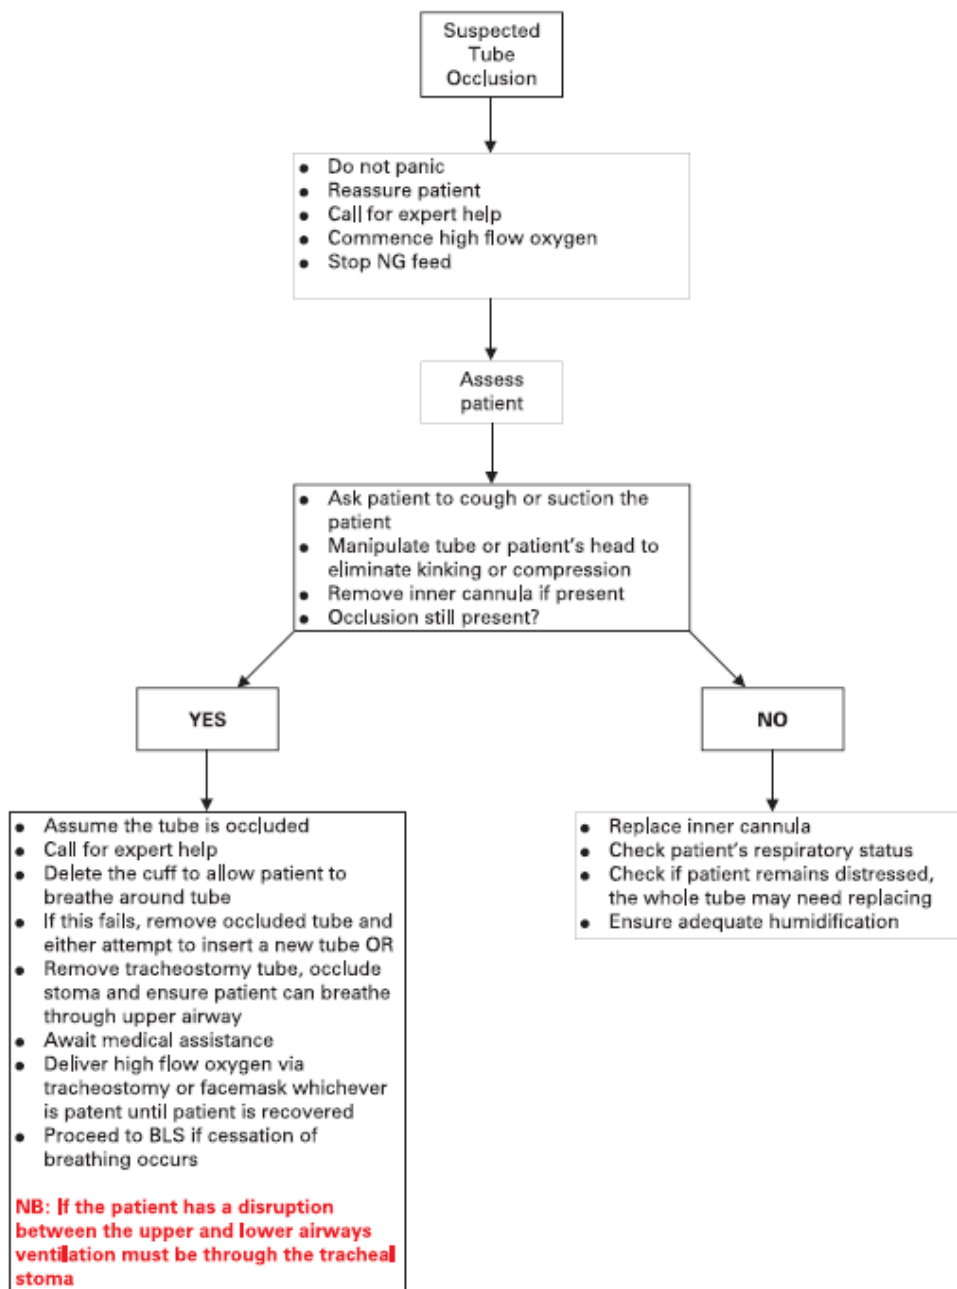 Suspected
Tube
Occlusion
● Do not panic
● Reassure patient
● Call for expert help
● Commence high flow oxygen
● Stop NG feed
Assess
patient
● Ask patient to cough or suction the
patient
● Manipulate tube or patient's head to
eliminate kinking or compression
● Remove inner cannula if present
● Occlusion still present?
YES
● Assume the tube is occluded
● Call for expert help
● Delete the cuff to allow patient to
breathe around tube
● If this fails, remove occluded tube and
either attempt to insert a new tube OR
● Remove tracheostomy tube, occlude
stoma and ensure patient can breathe
through upper airway
● Await medical assistance
● Deliver high flow oxygen via
tracheostomy or facemask whichever
is patent until patient is recovered
● Proceed to BLS if cessation of
breathing occurs
NB: If the patient has a disruption
between the upper and lower airways
ventilation must be through the tracheal
stoma
NO
● Replace inner cannula
● Check patient's respiratory status
● Check if patient remains distressed,
the whole tube may need replacing
● Ensure adequate humidification